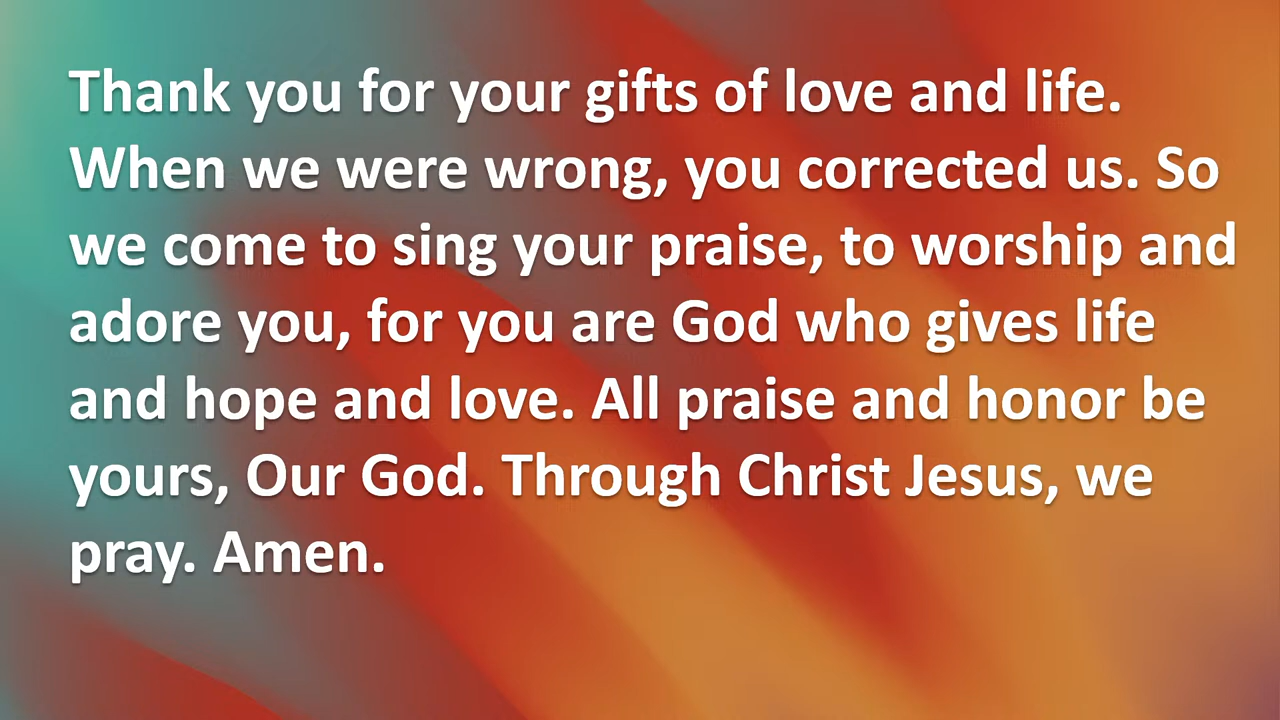 Thank you for your gifts of love and life.
When we were wrong, you corrected us. So
we come to sing your praise, to worship and
adore you, for you are God who gives life
and hope and love. All praise and honor be
yours, Our God. Through Christ Jesus, we
pray. Amen.